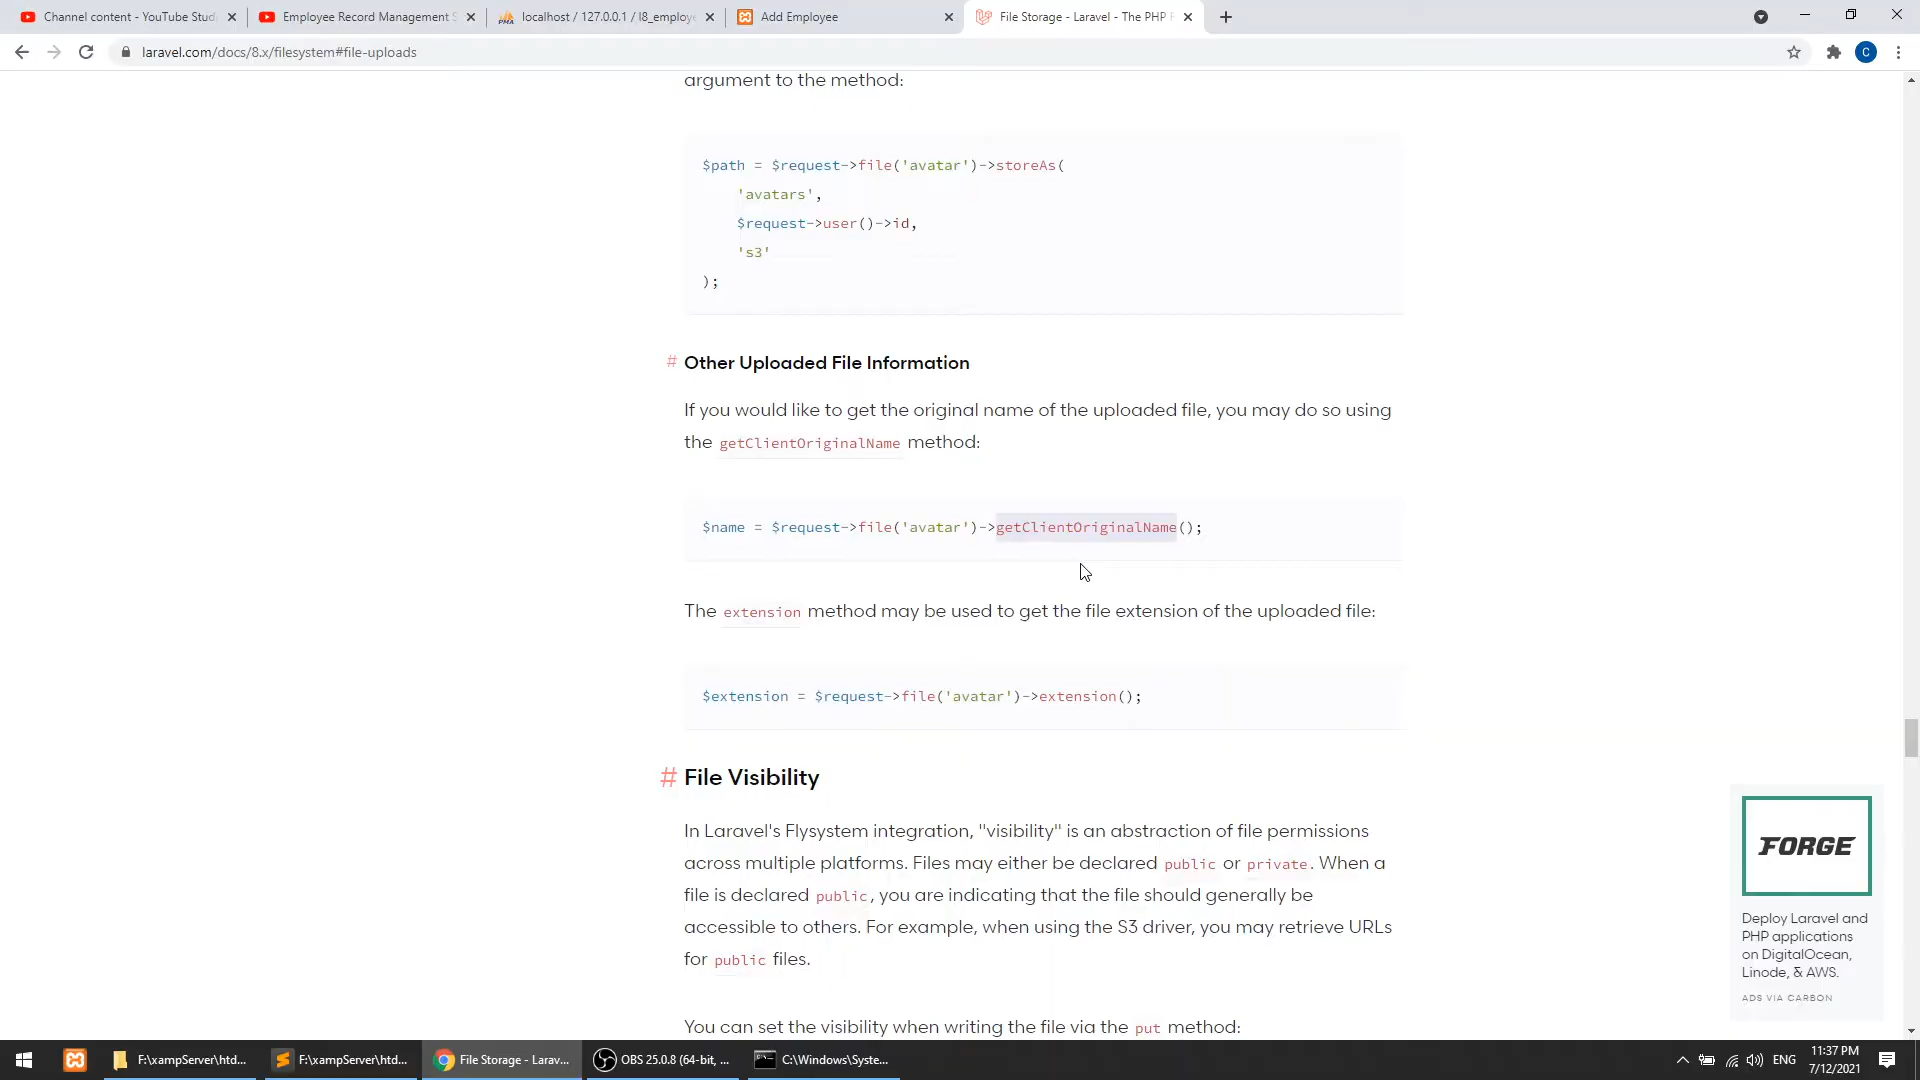 Channel content - YouTube Stud
Employee Record Management S
localhost / 127.0.0.1 / l8_employe
Add Employee
File Storage - Laravel - The PHP F
laravel.com/docs/8.x/filesystem#file-uploads
C
argument to the method:
$path = $request->file('avatar')->storeAs(
'avatars',
$request->user()->id,
's3'
);
# Other Uploaded File Information
If you would like to get the original name of the uploaded file, you may do so using
the getClientOriginalName method:
$name = $request->file('avatar')->getClientOriginalName();
The extension method may be used to get the file extension of the uploaded file:
$extension = $request->file('avatar')->extension();
# File Visibility
In Laravel's Flysystem integration, "visibility" is an abstraction of file permissions
across multiple platforms. Files may either be declared public or private. When a
file is declared public, you are indicating that the file should generally be
accessible to others. For example, when using the S3 driver, you may retrieve URLs
for public files.
You can set the visibility when writing the file via the put method:
FORGE
Deploy Laravel and
PHP applications
on DigitalOcean,
Linode, & AWS.
ADS VIA CARBON
F:\xampServer\htd...
F:\xampServer\htd...
File Storage - Larav...
OBS 25.0.8 (64-bit, ...
C:\Windows\Syste...
ENG
11:37 PM
7/12/2021